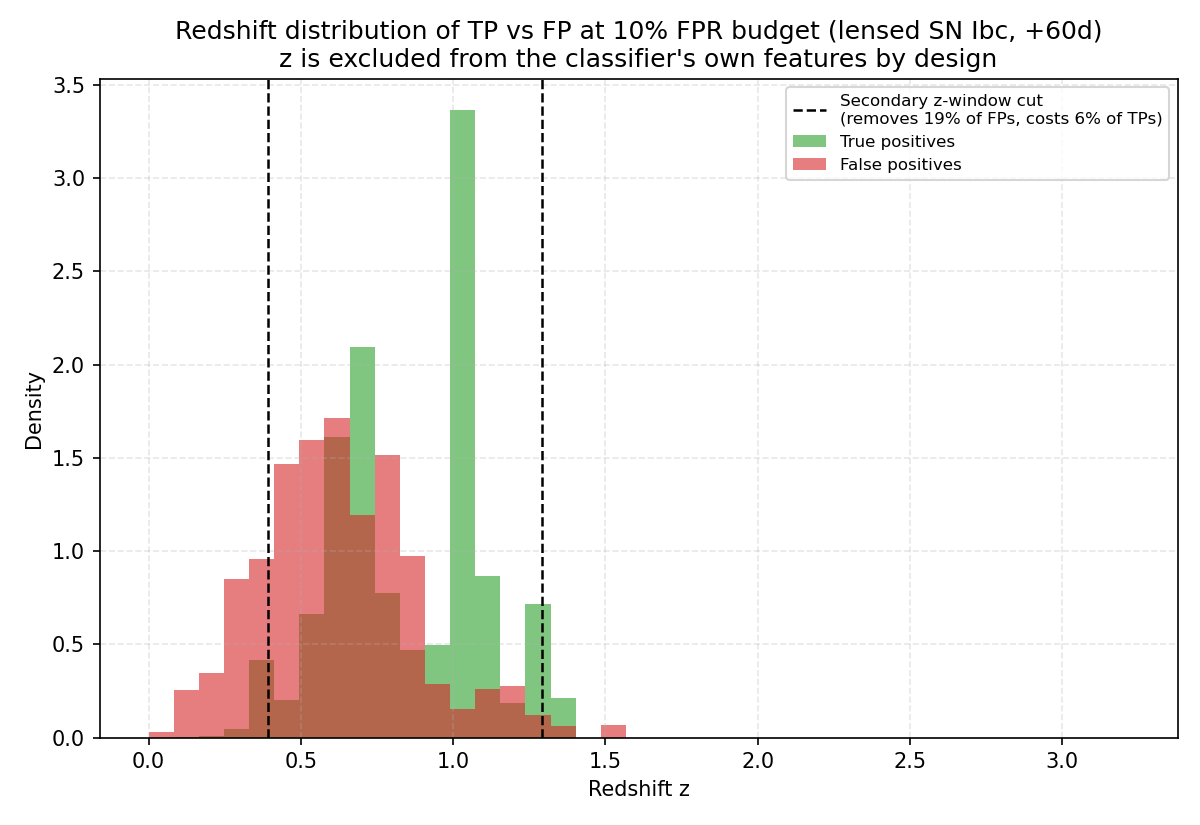 Redshift distribution of TP vs FP at 10% FPR budget (lensed SN Ibc, +60d)
z is excluded from the classifier's own features by design
Secondary z-window cut
(removes 19% of FPs, costs 6% of TPs)
True positives
False positives
Density
3.5
3.0
2.5
2.0
1.5
1.0
0.5
0.0
0.0 0.5 1.0 1.5 2.0 2.5 3.0
Redshift z